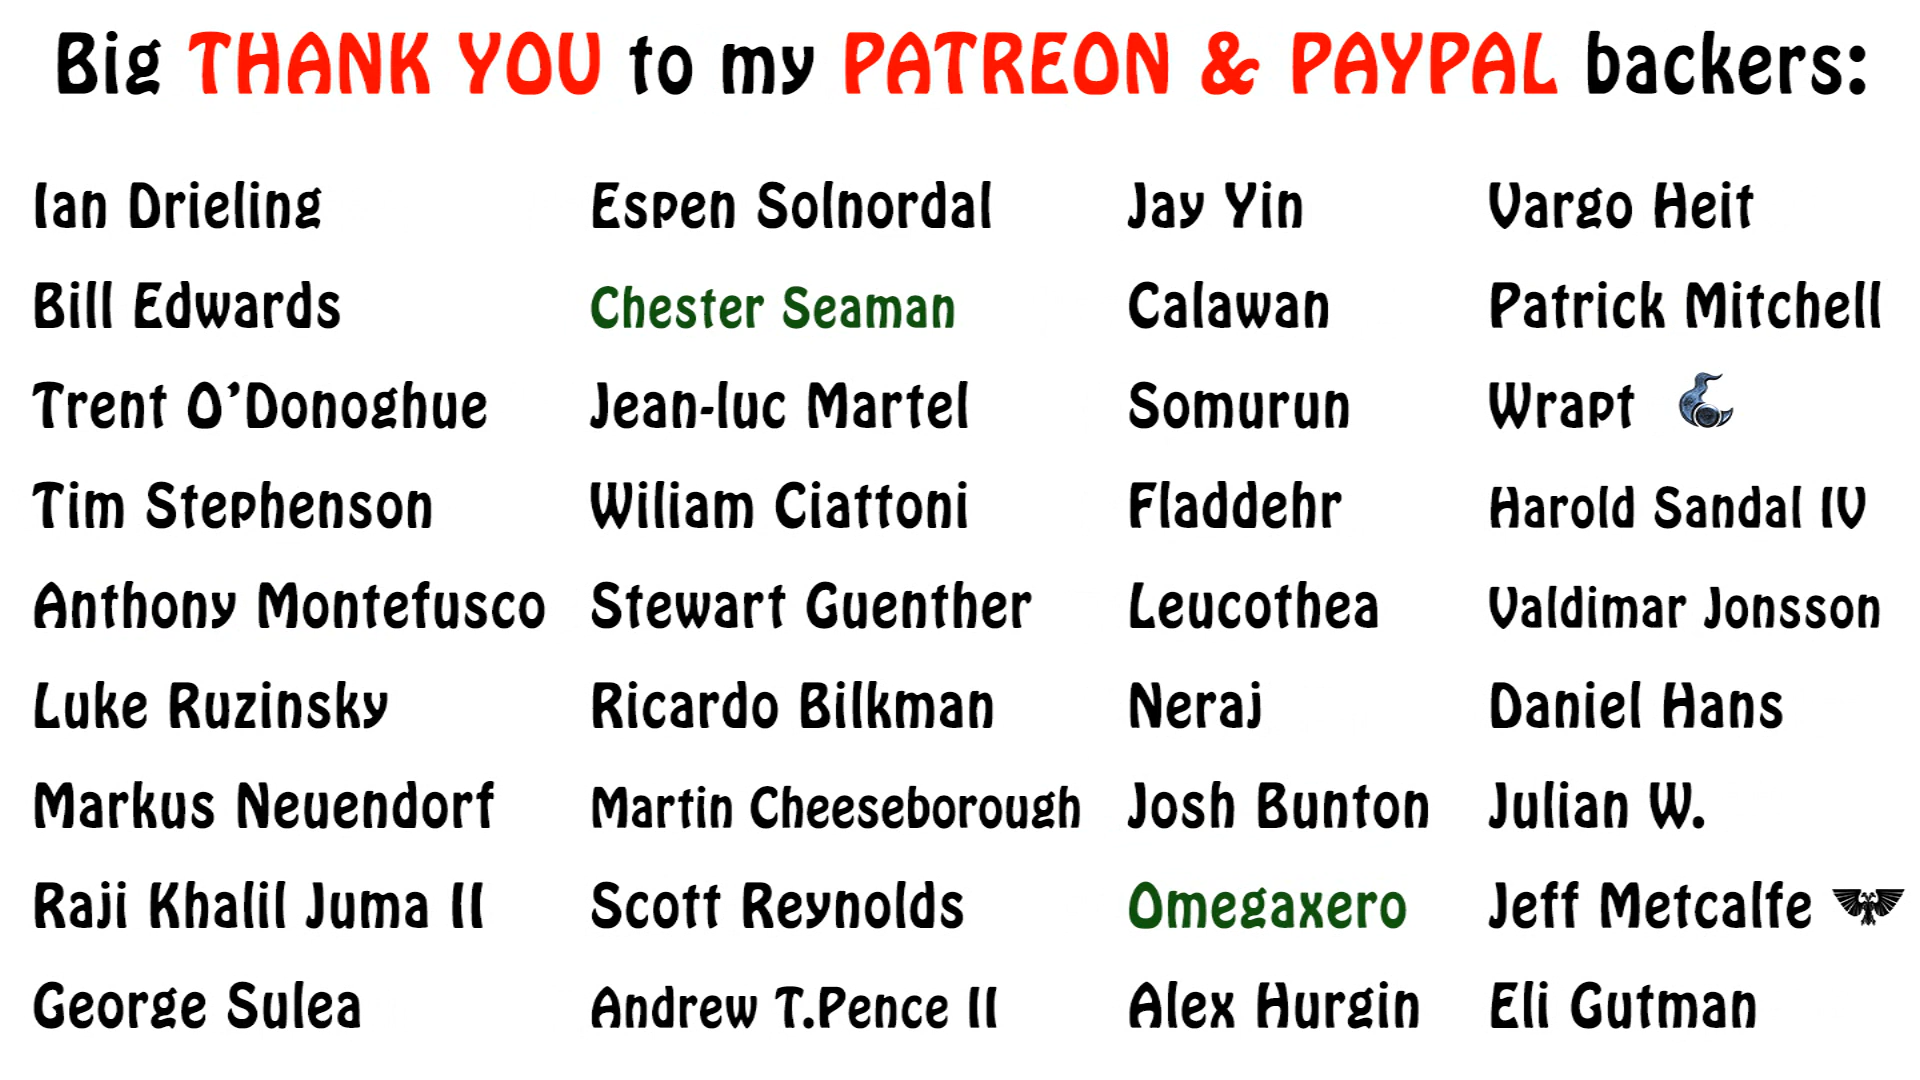 Big THANK YOU to my PATREON & PAYPAL backers:
Ian Drieling
Bill Edwards
Trent O'Donoghue
Tim Stephenson
Anthony Montefusco
Luke Ruzinsky
Markus Neuendorf
Raji Khalil Juma II
George Sulea
Espen Solnordal
Chester Seaman
Jean-luc Martel
Wiliam Ciattoni
Stewart Guenther
Ricardo Bilkman
Martin Cheeseborough
Scott Reynolds
Andrew T.Pence II
Jay Yin
Calawan
Somurun
Fladdehr
Leucothea
Neraj
Josh Bunton
Omegaxero
Alex Hurgin
Vargo Heit
Patrick Mitchell
Wrapt
Harold Sandal IV
Valdimar Jonsson
Daniel Hans
Julian W.
Jeff Metcalfe
Eli Gutman